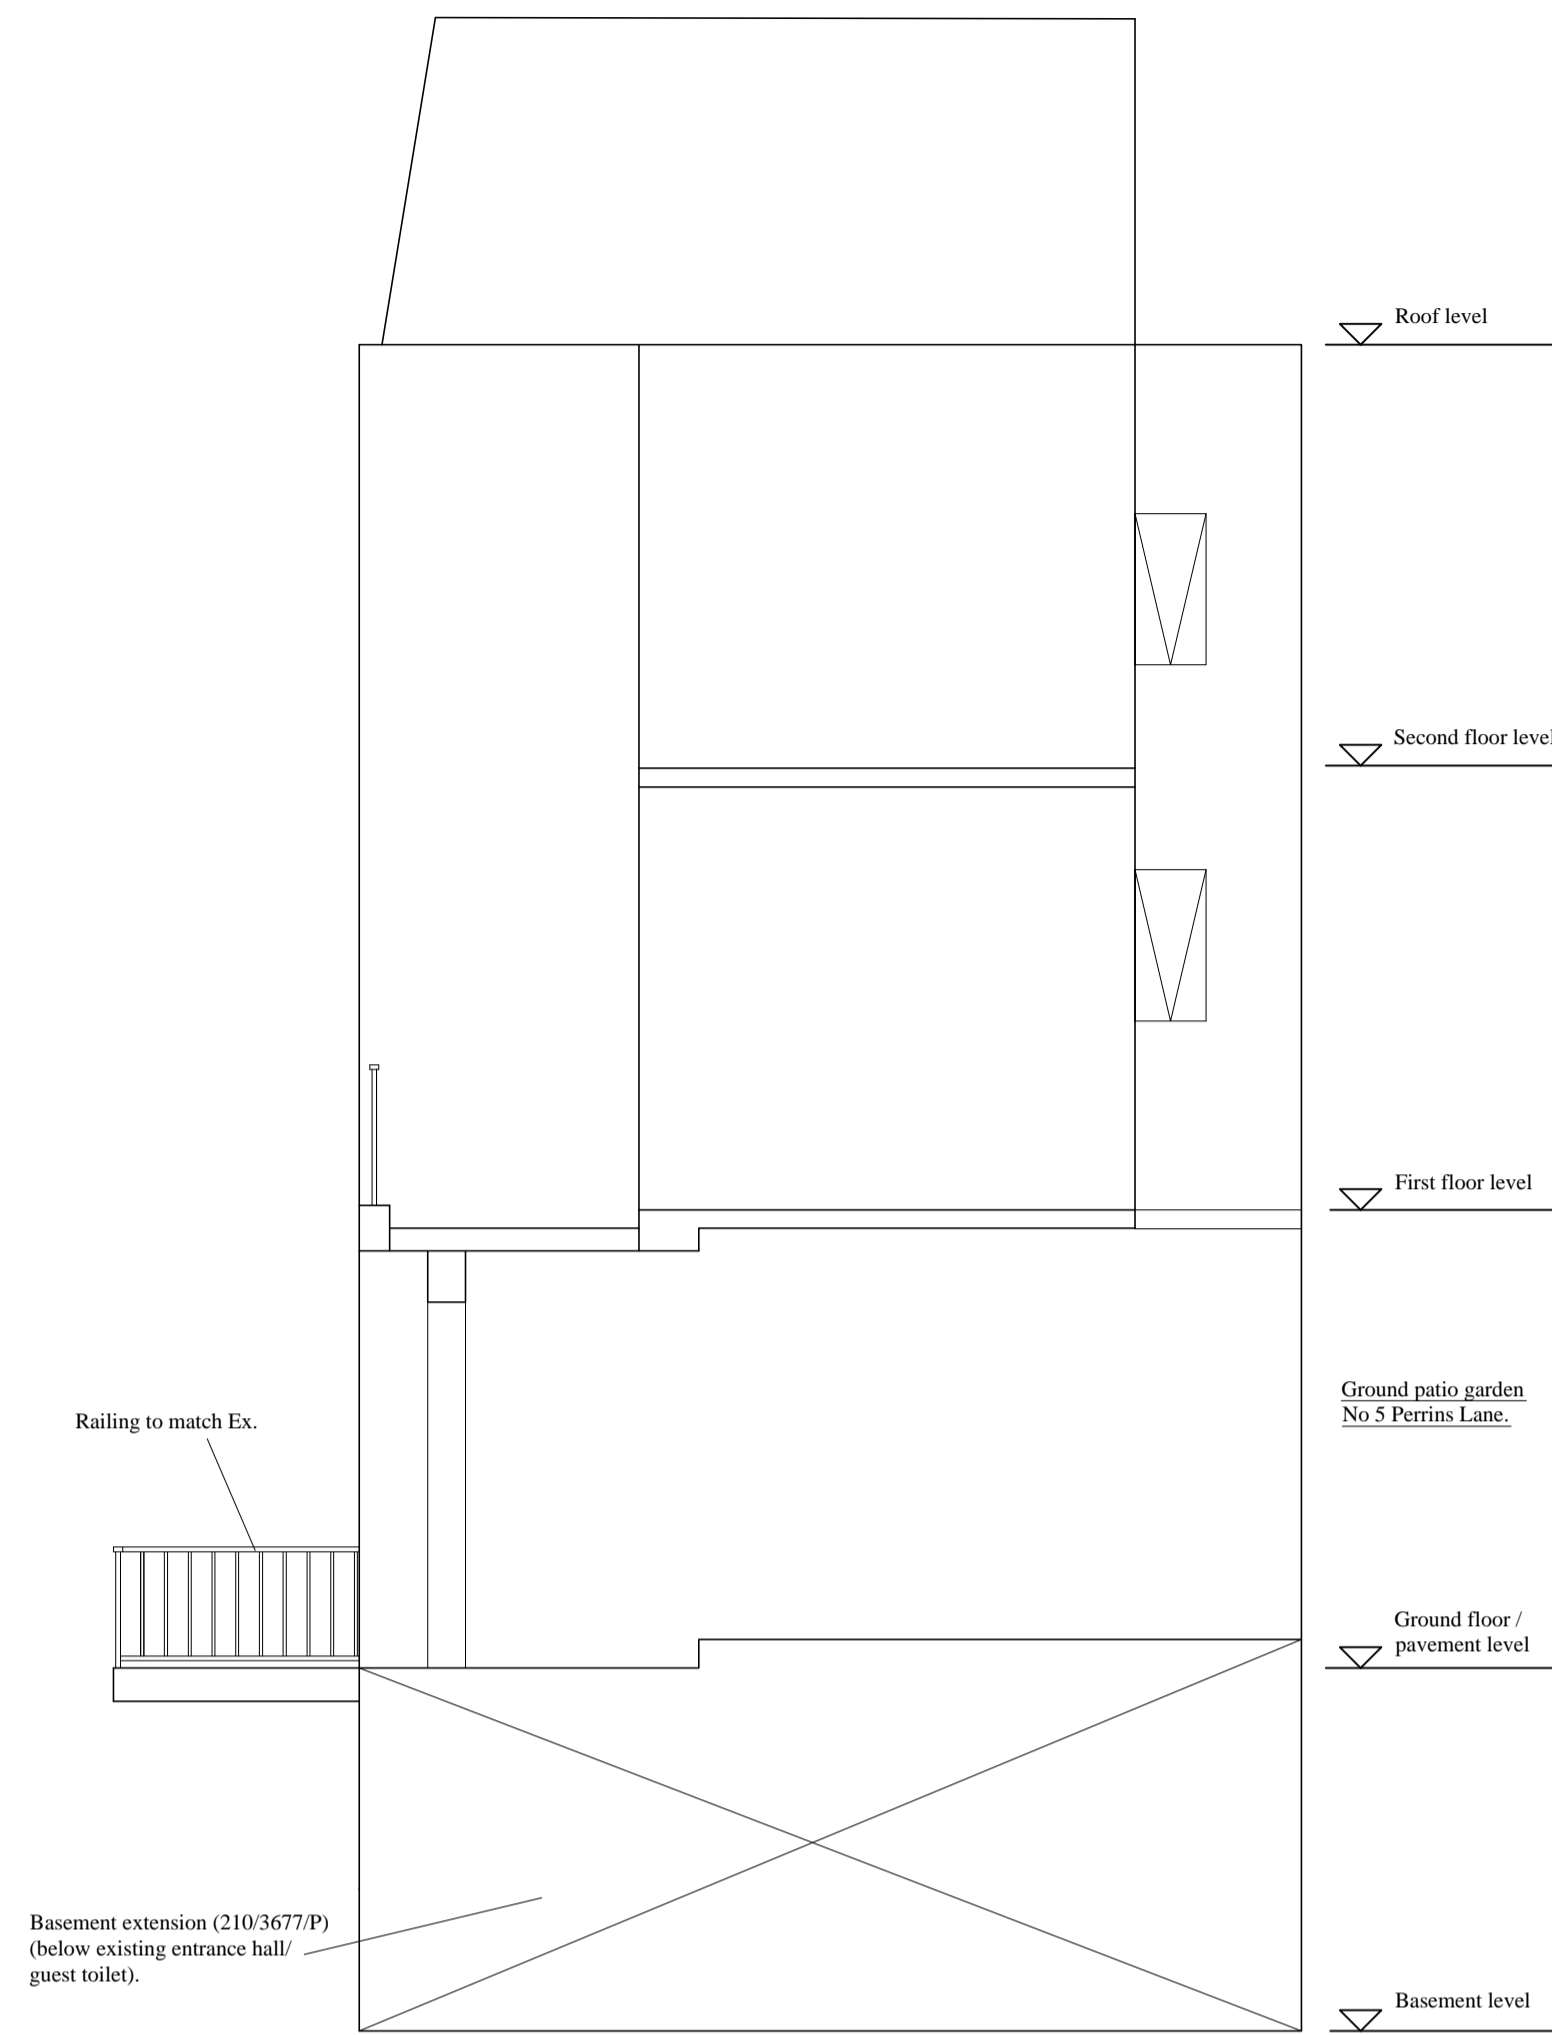 Roof level
Second floor level
First floor level
Ground patio garden
No 5 Perrins Lane.
Railing to match Ex.
Ground floor /
pavement level
Basement extension (210/3677/P)
(below existing entrance hall/
guest toilet).
Basement level